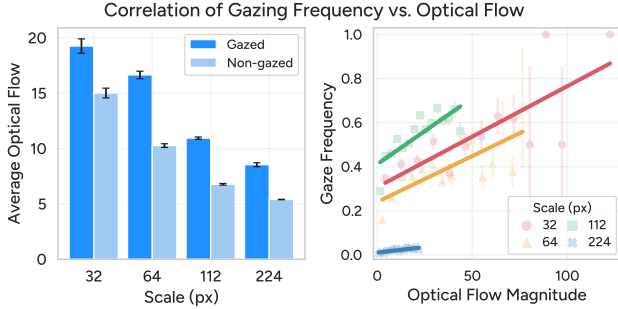 Correlation of Gazing Frequency vs. Optical Flow
Average Optical Flow
20
15
10
5
0
Gazed
Non-gazed
32 64 112 224
Scale (px)
Gaze Frequency
1.0
0.8
0.6
0.4
0.2
0.0
Scale (px)
32 112
64 224
0 50 100
Optical Flow Magnitude